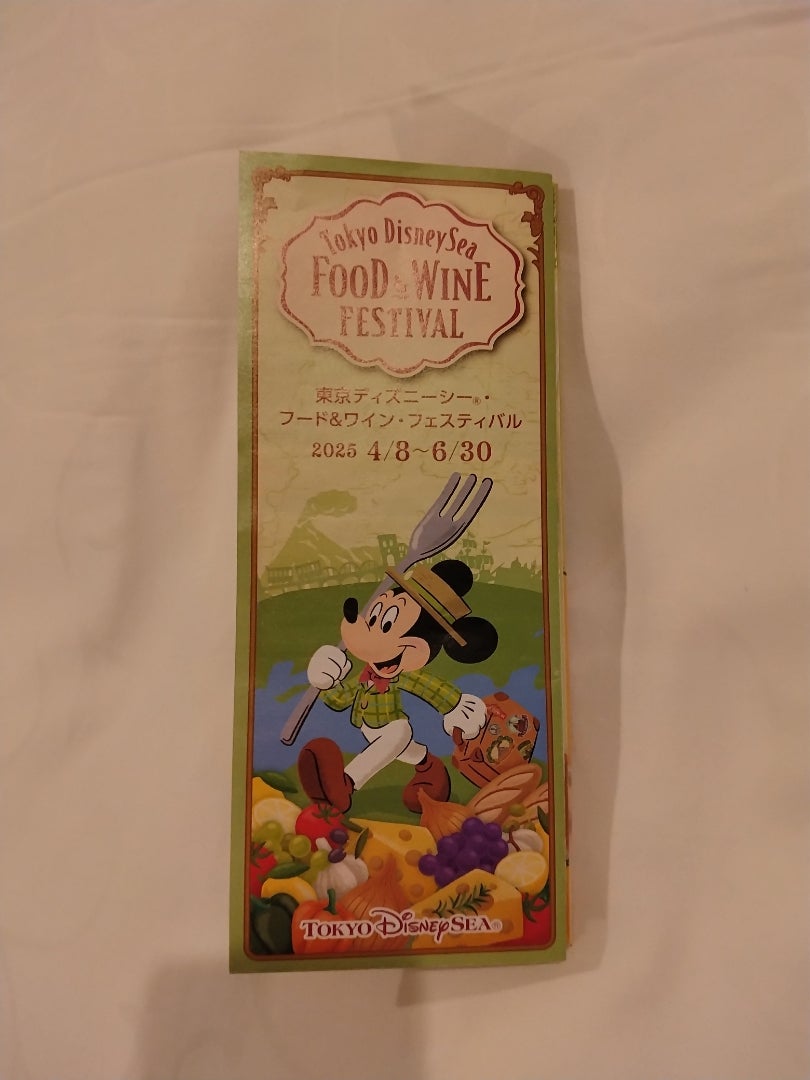 Tokyo DisneySea
FOOD & WINE
FESTIVAL
東京ディズニーシー®・
フード&ワイン・フェスティバル
2025 4/8~6/30
TOKYO DISNEYSEA®